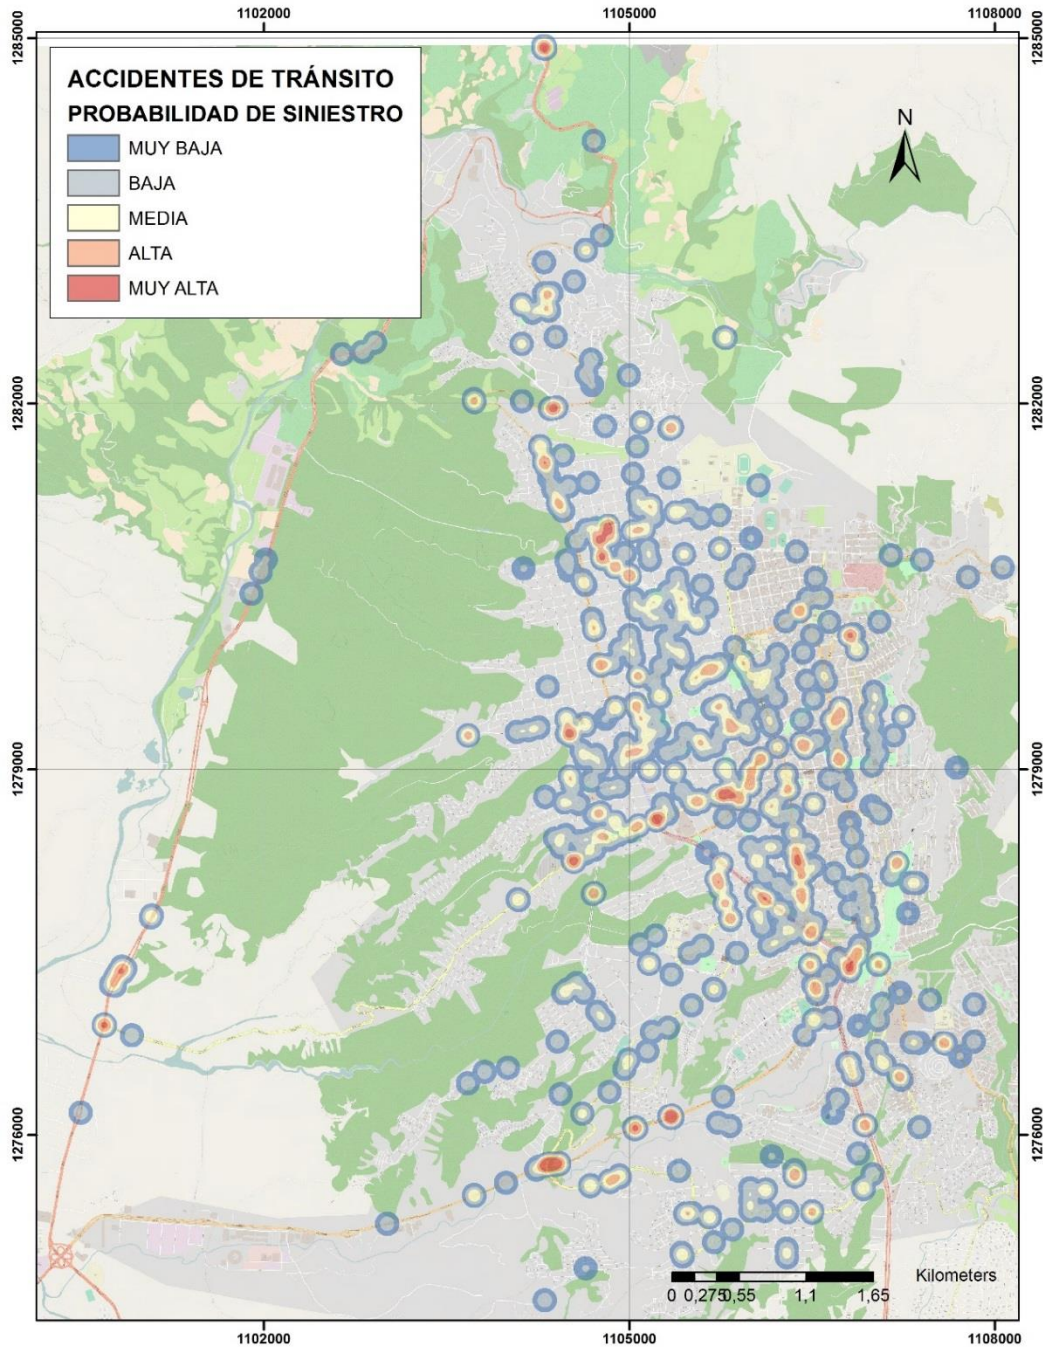 1102000
1105000
1108000
1285000
1285000
ACCIDENTES DE TRÁNSITO
PROBABILIDAD DE SINIESTRO
MUY BAJA
BAJA
MEDIA
ALTA
MUY ALTA
N
1282000
1282000
1279000
1279000
1276000
1276000
Kilometers
0 0,275 0,55 1,1 1,65
1102000
1105000
1108000